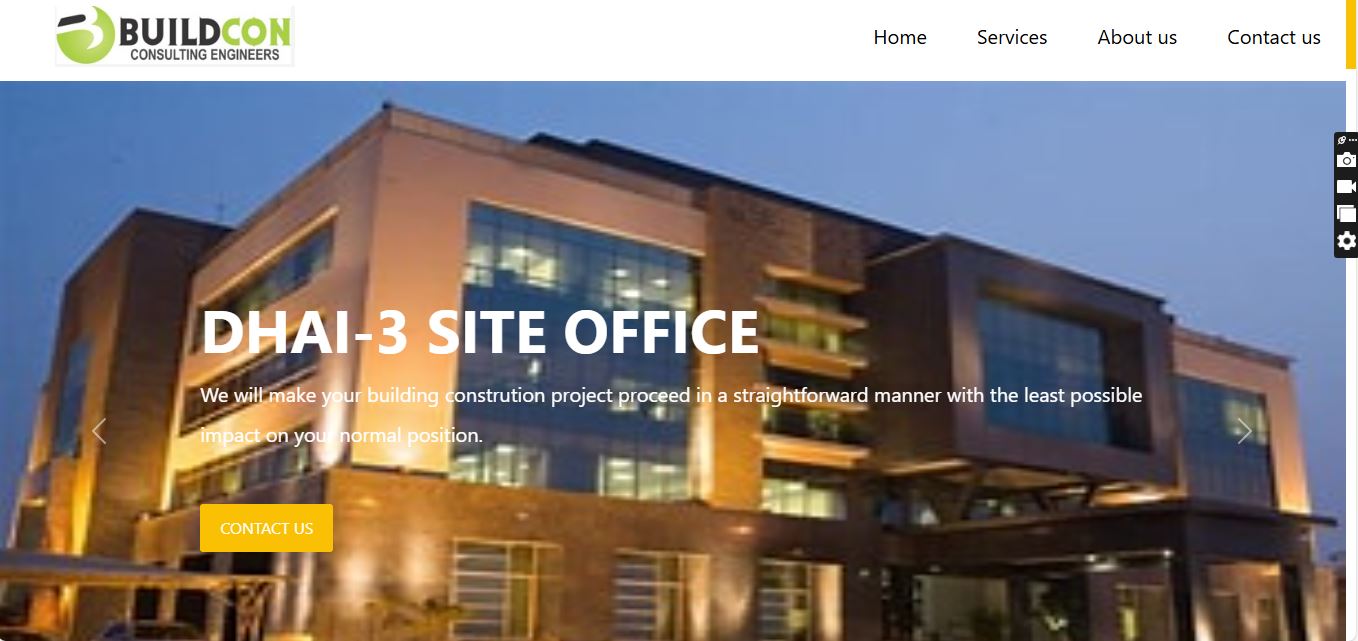 BUILDCON
CONSULTING ENGINEERS
Home Services About us Contact us
DHAI-3 SITE OFFICE
We will make your building constrution project proceed in a straightforward manner with the least possible
impact on your normal position.
CONTACT US